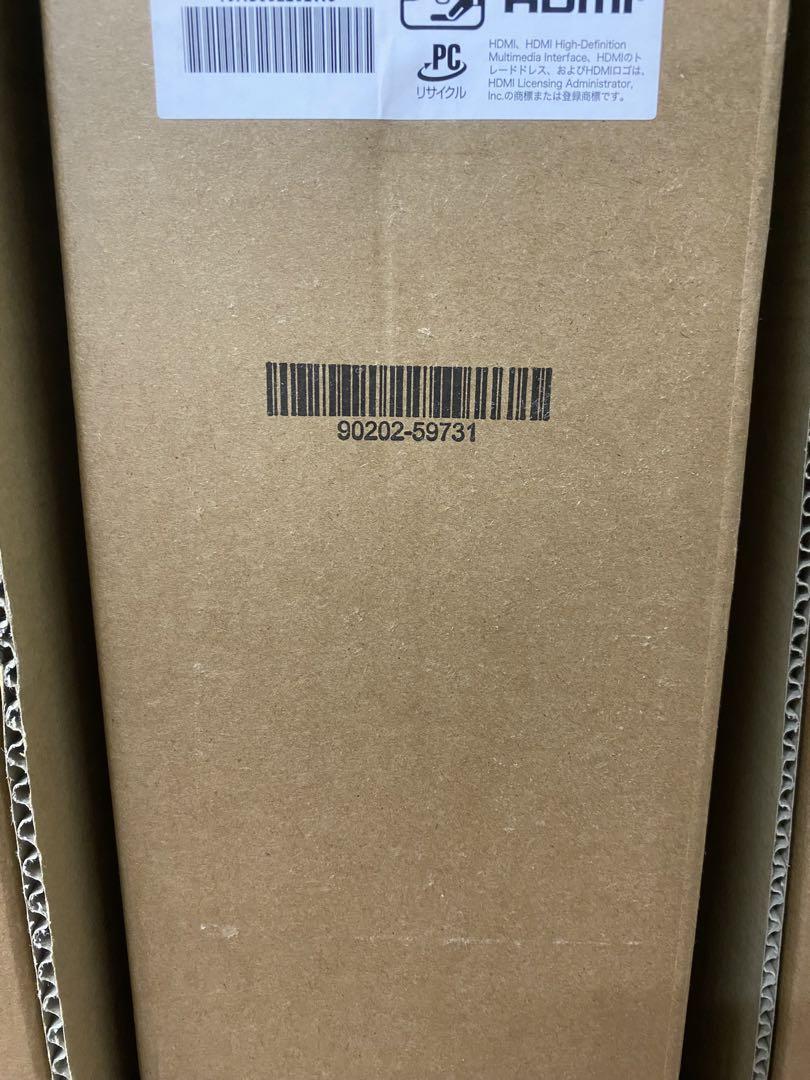 HDMI
PC
リサイクル
HDMI、HDMI High-Definition
Multimedia Interface、HDMIのト
レードドレス、およびHDMIロゴは、
HDMI Licensing Administrator,
Inc.の商標または登録商標です。
90202-59731